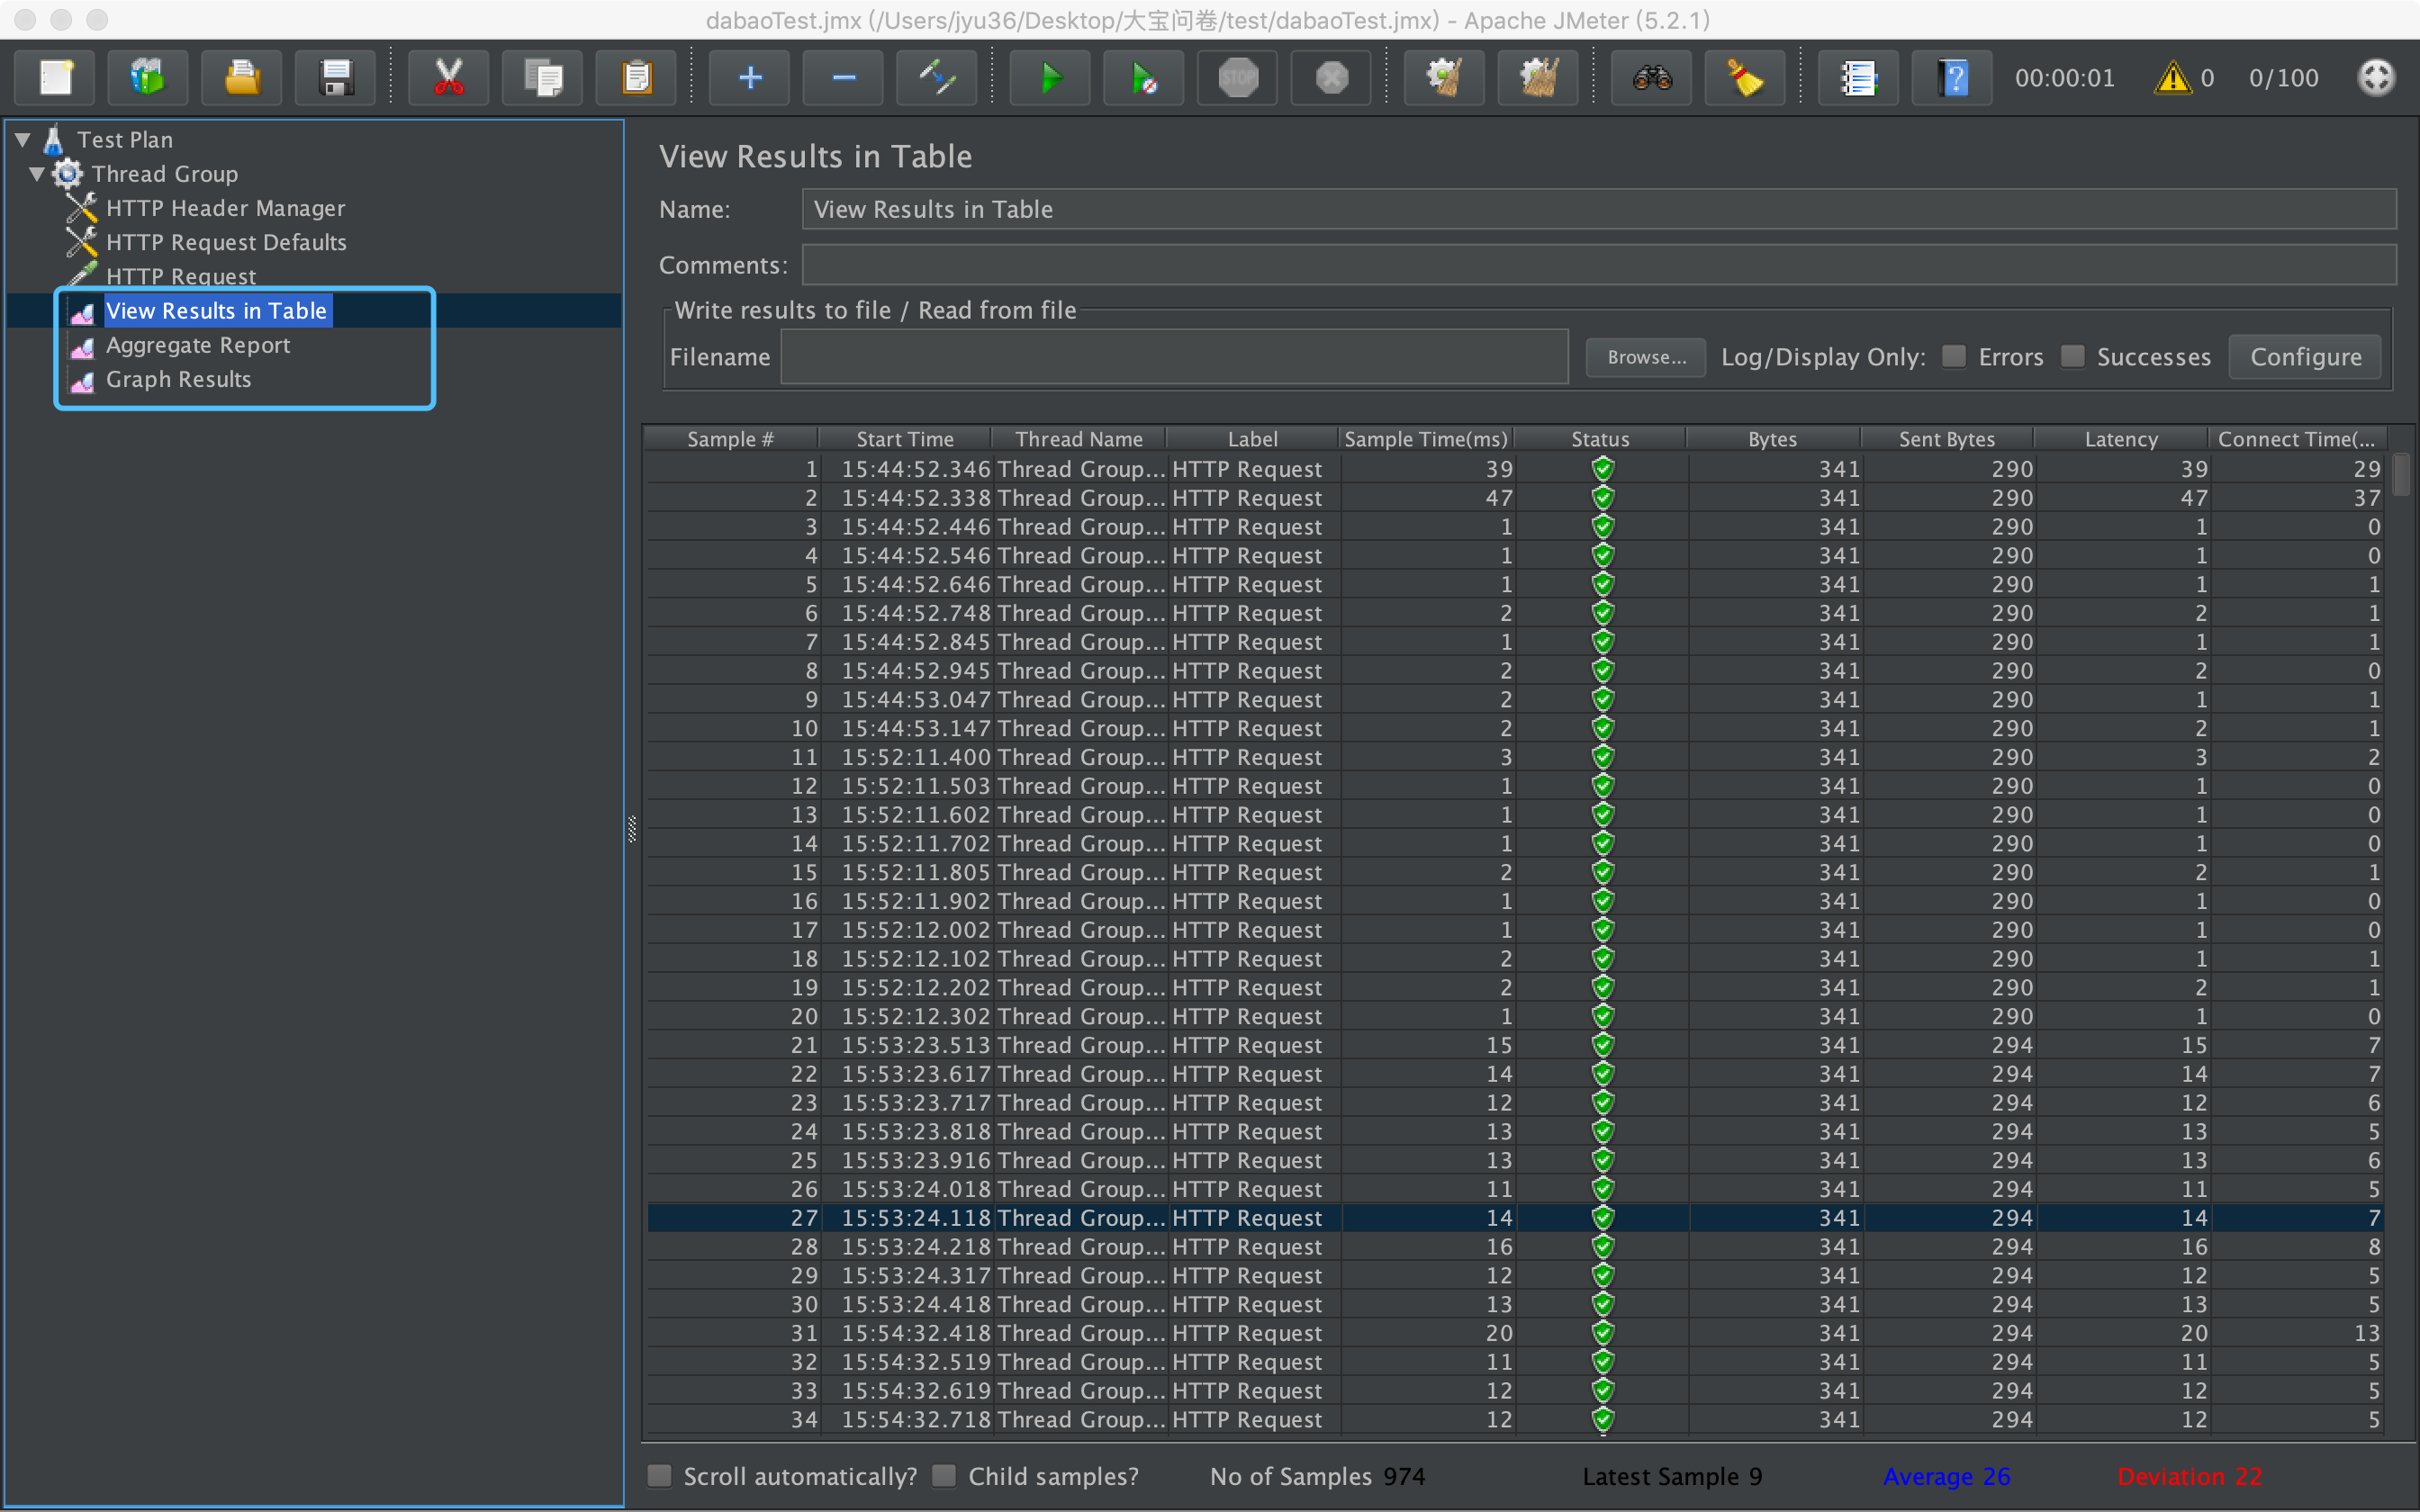 dabaoTest.jmx (/Users/jyu36/Desktop/大宝问卷/test/dabaoTest.jmx) - Apache JMeter (5.2.1)
STOP 00:00:01 0 0/100
Test Plan
Thread Group
HTTP Header Manager
HTTP Request Defaults
HTTP Request
View Results in Table
Aggregate Report
Graph Results
View Results in Table
Name: View Results in Table
Comments:
Write results to file / Read from file
Filename Browse... Log/Display Only: Errors Successes Configure
Sample # Start Time Thread Name Label Sample Time(ms) Status Bytes Sent Bytes Latency Connect Time(...
1 15:44:52.346 Thread Group... HTTP Request 39 341 290 39 29
2 15:44:52.338 Thread Group... HTTP Request 47 341 290 47 37
3 15:44:52.446 Thread Group... HTTP Request 1 341 290 1 0
4 15:44:52.546 Thread Group... HTTP Request 1 341 290 1 0
5 15:44:52.646 Thread Group... HTTP Request 1 341 290 1 1
6 15:44:52.748 Thread Group... HTTP Request 2 341 290 2 1
7 15:44:52.845 Thread Group... HTTP Request 1 341 290 1 1
8 15:44:52.945 Thread Group... HTTP Request 2 341 290 2 0
9 15:44:53.047 Thread Group... HTTP Request 2 341 290 1 1
10 15:44:53.147 Thread Group... HTTP Request 2 341 290 2 1
11 15:52:11.400 Thread Group... HTTP Request 3 341 290 3 2
12 15:52:11.503 Thread Group... HTTP Request 1 341 290 1 0
13 15:52:11.602 Thread Group... HTTP Request 1 341 290 1 0
14 15:52:11.702 Thread Group... HTTP Request 1 341 290 1 0
15 15:52:11.805 Thread Group... HTTP Request 2 341 290 2 1
16 15:52:11.902 Thread Group... HTTP Request 1 341 290 1 0
17 15:52:12.002 Thread Group... HTTP Request 1 341 290 1 0
18 15:52:12.102 Thread Group... HTTP Request 2 341 290 1 1
19 15:52:12.202 Thread Group... HTTP Request 2 341 290 2 1
20 15:52:12.302 Thread Group... HTTP Request 1 341 290 1 0
21 15:53:23.513 Thread Group... HTTP Request 15 341 294 15 7
22 15:53:23.617 Thread Group... HTTP Request 14 341 294 14 7
23 15:53:23.717 Thread Group... HTTP Request 12 341 294 12 6
24 15:53:23.818 Thread Group... HTTP Request 13 341 294 13 5
25 15:53:23.916 Thread Group... HTTP Request 13 341 294 13 6
26 15:53:24.018 Thread Group... HTTP Request 11 341 294 11 5
27 15:53:24.118 Thread Group... HTTP Request 14 341 294 14 7
28 15:53:24.218 Thread Group... HTTP Request 16 341 294 16 8
29 15:53:24.317 Thread Group... HTTP Request 12 341 294 12 5
30 15:53:24.418 Thread Group... HTTP Request 13 341 294 13 5
31 15:54:32.418 Thread Group... HTTP Request 20 341 294 20 13
32 15:54:32.519 Thread Group... HTTP Request 11 341 294 11 5
33 15:54:32.619 Thread Group... HTTP Request 12 341 294 12 5
34 15:54:32.718 Thread Group... HTTP Request 12 341 294 12 5
Scroll automatically? Child samples? No of Samples 974 Latest Sample 9 Average 26 Deviation 22